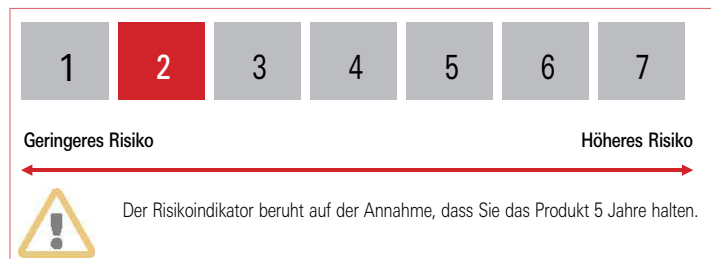 1 2 3 4 5 6 7
Geringeres Risiko Höheres Risiko
Der Risikoindikator beruht auf der Annahme, dass Sie das Produkt 5 Jahre halten.